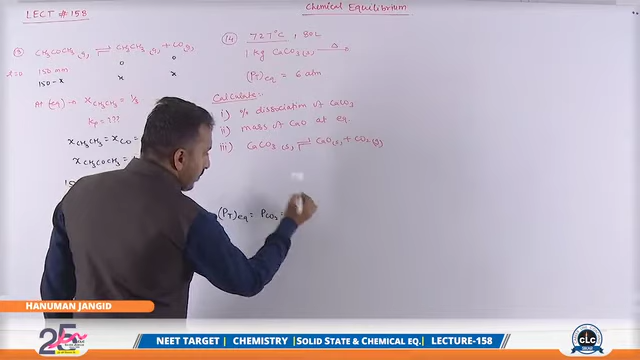 LECT #158
Chemical Equilibrium
③ CH3COCH3(g) ⇌ CH3CH3(g) + CO(g)
t=0 150 mm 0 0
150-x x x
At (eq)n XCH3CH3 = 1/3
Kp = ???
XCH3CH3 = XCO =
XCH3COCH3 =
⑭ 727°C, 80L
1 kg CaCO3(s) Δ→
(PT)eq = 6 atm
Calculate:-
i) % dissociation of CaCO3
ii) mass of CaO at eq.
iii) CaCO3(s) ⇌ CaO(s) + CO2(g)
(PT)eq = PCO2 =
HANUMAN JANGID
25
NEET TARGET | CHEMISTRY | SOLID STATE & CHEMICAL EQ. | LECTURE-158
CLC